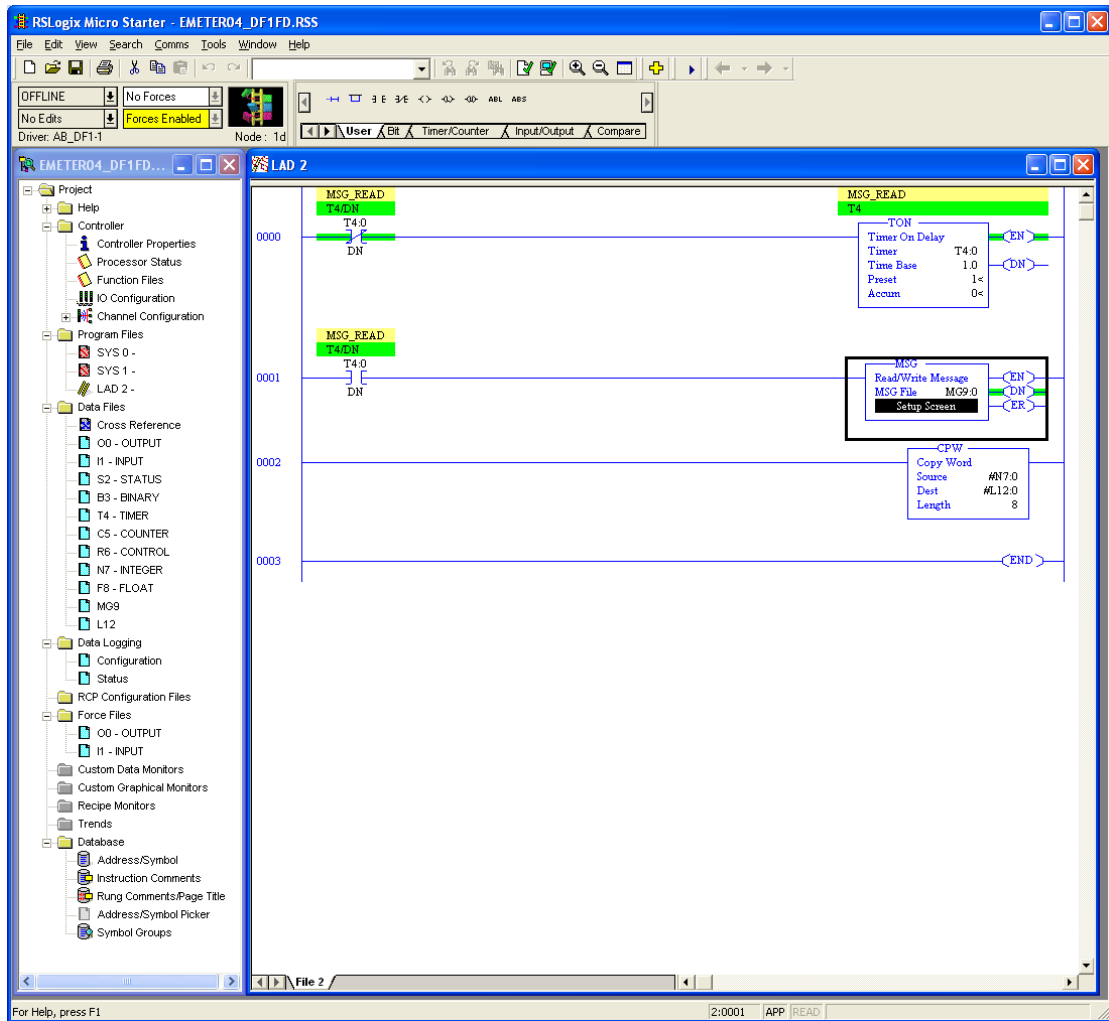 RSLogix Micro Starter - EMETER04_DF1FD.RSS
File Edit View Search Comms Tools Window Help
OFFLINE No Forces
No Edits Forces Enabled
Driver: AB_DF1-1 Node : 1d
ABL ABS
User Bit Timer/Counter Input/Output Compare
EMETER04_DF1FD...
Project
Help
Controller
Controller Properties
Processor Status
Function Files
IO Configuration
Channel Configuration
Program Files
SYS 0 -
SYS 1 -
LAD 2 -
Data Files
Cross Reference
O0 - OUTPUT
I1 - INPUT
S2 - STATUS
B3 - BINARY
T4 - TIMER
C5 - COUNTER
R6 - CONTROL
N7 - INTEGER
F8 - FLOAT
MG9
L12
Data Logging
Configuration
Status
RCP Configuration Files
Force Files
O0 - OUTPUT
I1 - INPUT
Custom Data Monitors
Custom Graphical Monitors
Recipe Monitors
Trends
Database
Address/Symbol
Instruction Comments
Rung Comments/Page Title
Address/Symbol Picker
Symbol Groups
LAD 2
MSG_READ
T4/DN
T4:0
DN
0000
MSG_READ
T4
TON
Timer On Delay
Timer T4:0
Time Base 1.0
Preset 1<
Accum 0<
EN
DN
MSG_READ
T4/DN
T4:0
DN
0001
MSG
Read/Write Message
MSG File MG9:0
Setup Screen
EN
DN
ER
0002
CPW
Copy Word
Source #N7:0
Dest #L12:0
Length 8
0003
END
File 2
For Help, press F1
2:0001 APP READ